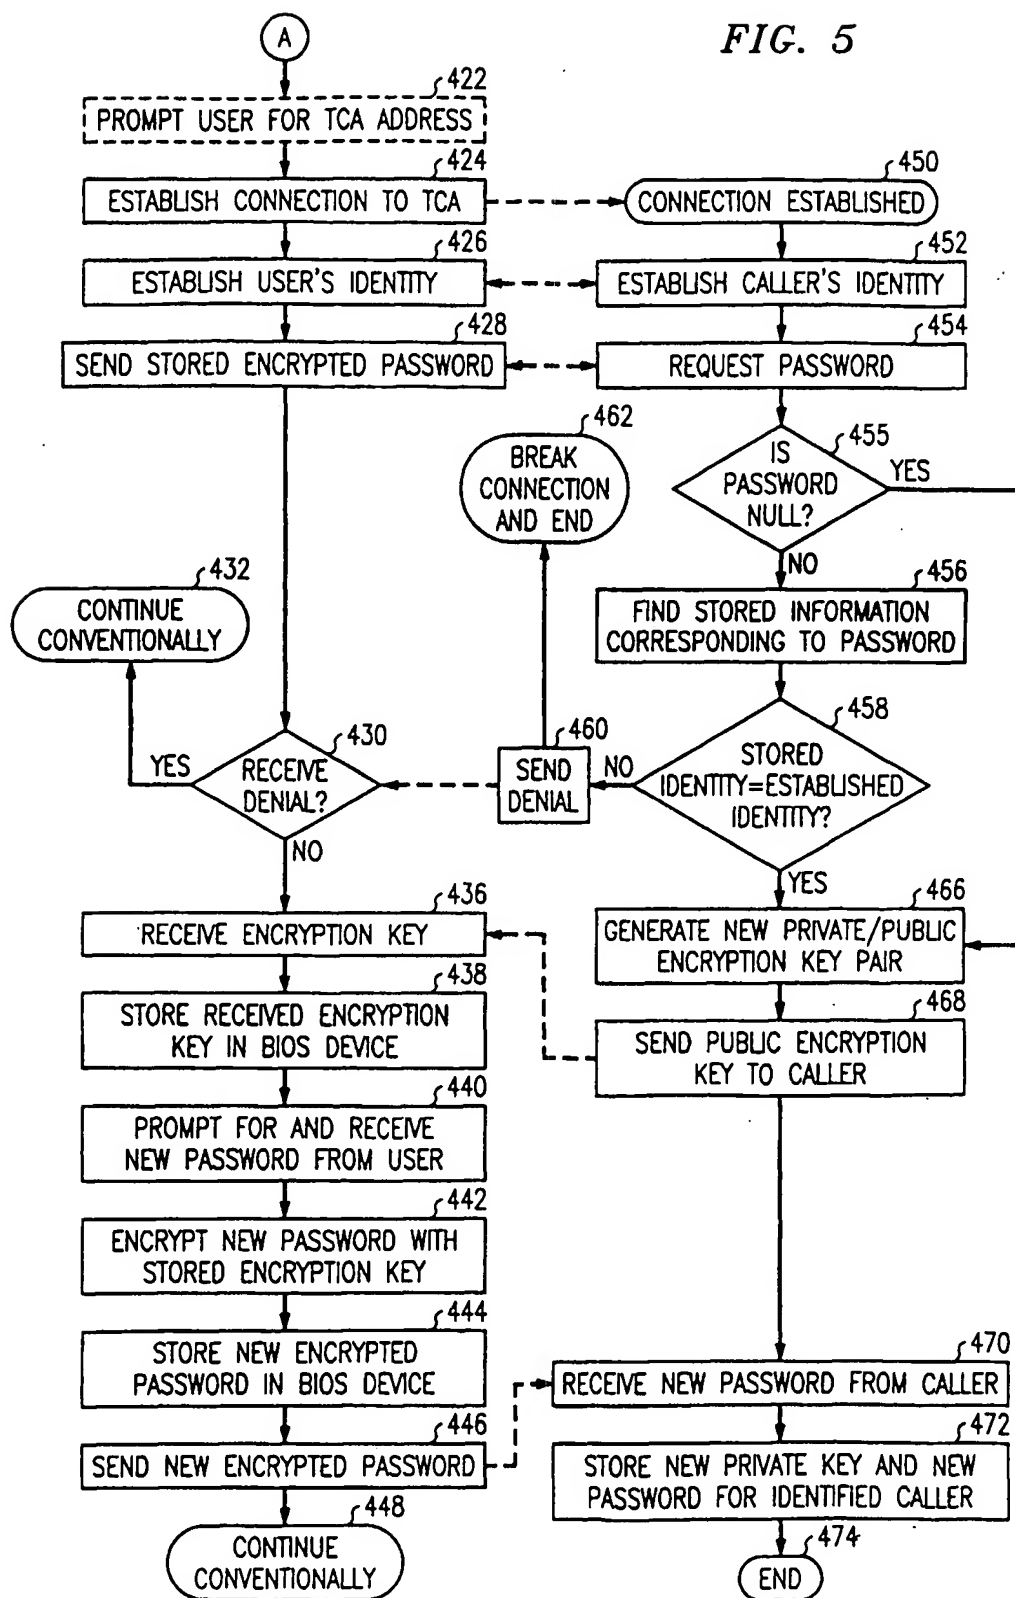 FIG. 5
A
422
PROMPT USER FOR TCA ADDRESS
424
ESTABLISH CONNECTION TO TCA
450
CONNECTION ESTABLISHED
426
ESTABLISH USER'S IDENTITY
452
ESTABLISH CALLER'S IDENTITY
428
SEND STORED ENCRYPTED PASSWORD
454
REQUEST PASSWORD
462
BREAK
CONNECTION
AND END
455
IS
PASSWORD
NULL?
YES
NO
432
CONTINUE
CONVENTIONALLY
456
FIND STORED INFORMATION
CORRESPONDING TO PASSWORD
430
RECEIVE
DENIAL?
YES
NO
460
SEND
DENIAL
NO
458
STORED
IDENTITY=ESTABLISHED
IDENTITY?
YES
436
RECEIVE ENCRYPTION KEY
466
GENERATE NEW PRIVATE/PUBLIC
ENCRYPTION KEY PAIR
438
STORE RECEIVED ENCRYPTION
KEY IN BIOS DEVICE
468
SEND PUBLIC ENCRYPTION
KEY TO CALLER
440
PROMPT FOR AND RECEIVE
NEW PASSWORD FROM USER
442
ENCRYPT NEW PASSWORD WITH
STORED ENCRYPTION KEY
444
STORE NEW ENCRYPTED
PASSWORD IN BIOS DEVICE
470
RECEIVE NEW PASSWORD FROM CALLER
446
SEND NEW ENCRYPTED PASSWORD
472
STORE NEW PRIVATE KEY AND NEW
PASSWORD FOR IDENTIFIED CALLER
448
CONTINUE
CONVENTIONALLY
474
END